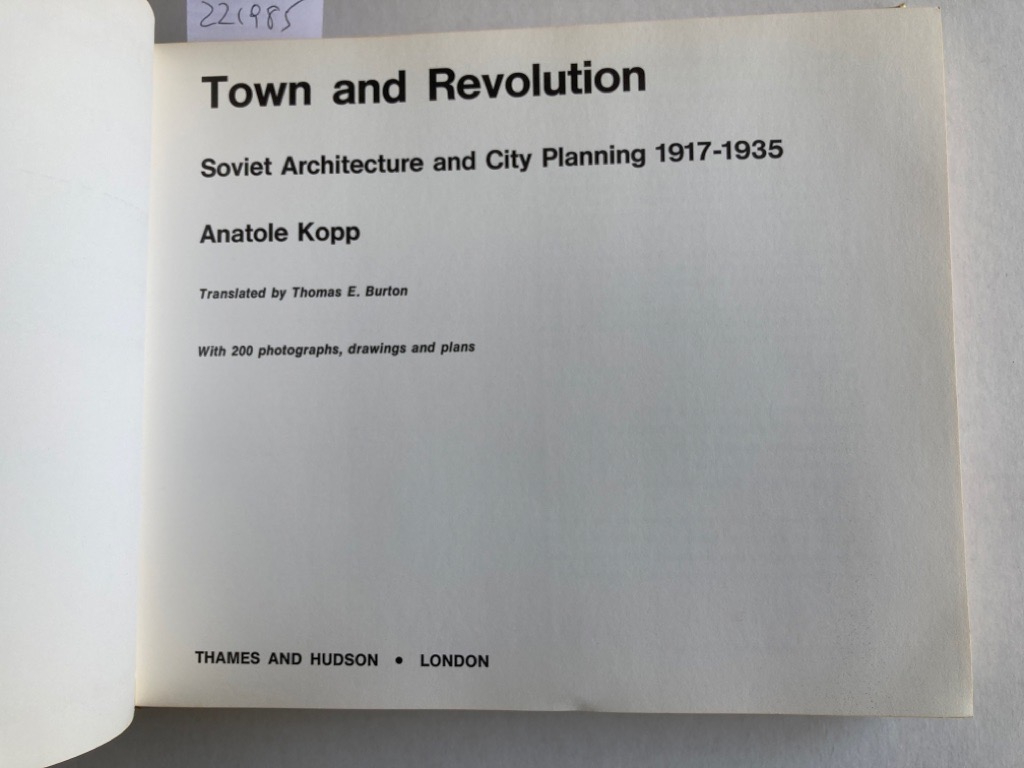 221985
Town and Revolution
Soviet Architecture and City Planning 1917-1935
Anatole Kopp
Translated by Thomas E. Burton
With 200 photographs, drawings and plans
THAMES AND HUDSON • LONDON